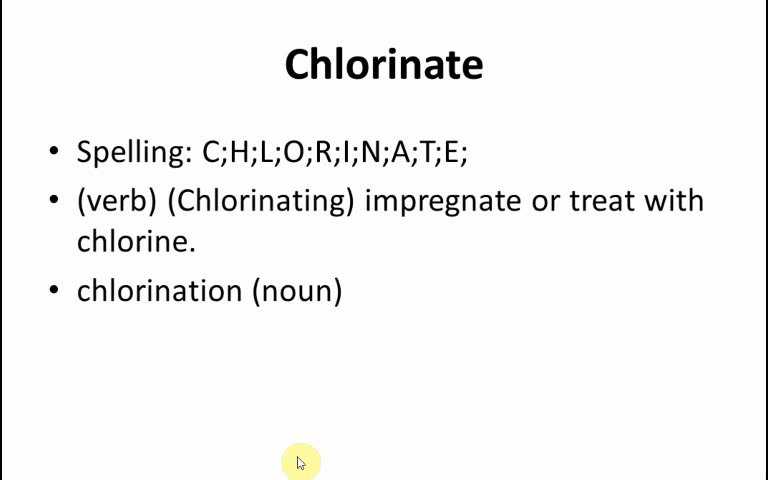 Chlorinate
• Spelling: C;H;L;O;R;I;N;A;T;E;
• (verb) (Chlorinating) impregnate or treat with
chlorine.
• chlorination (noun)